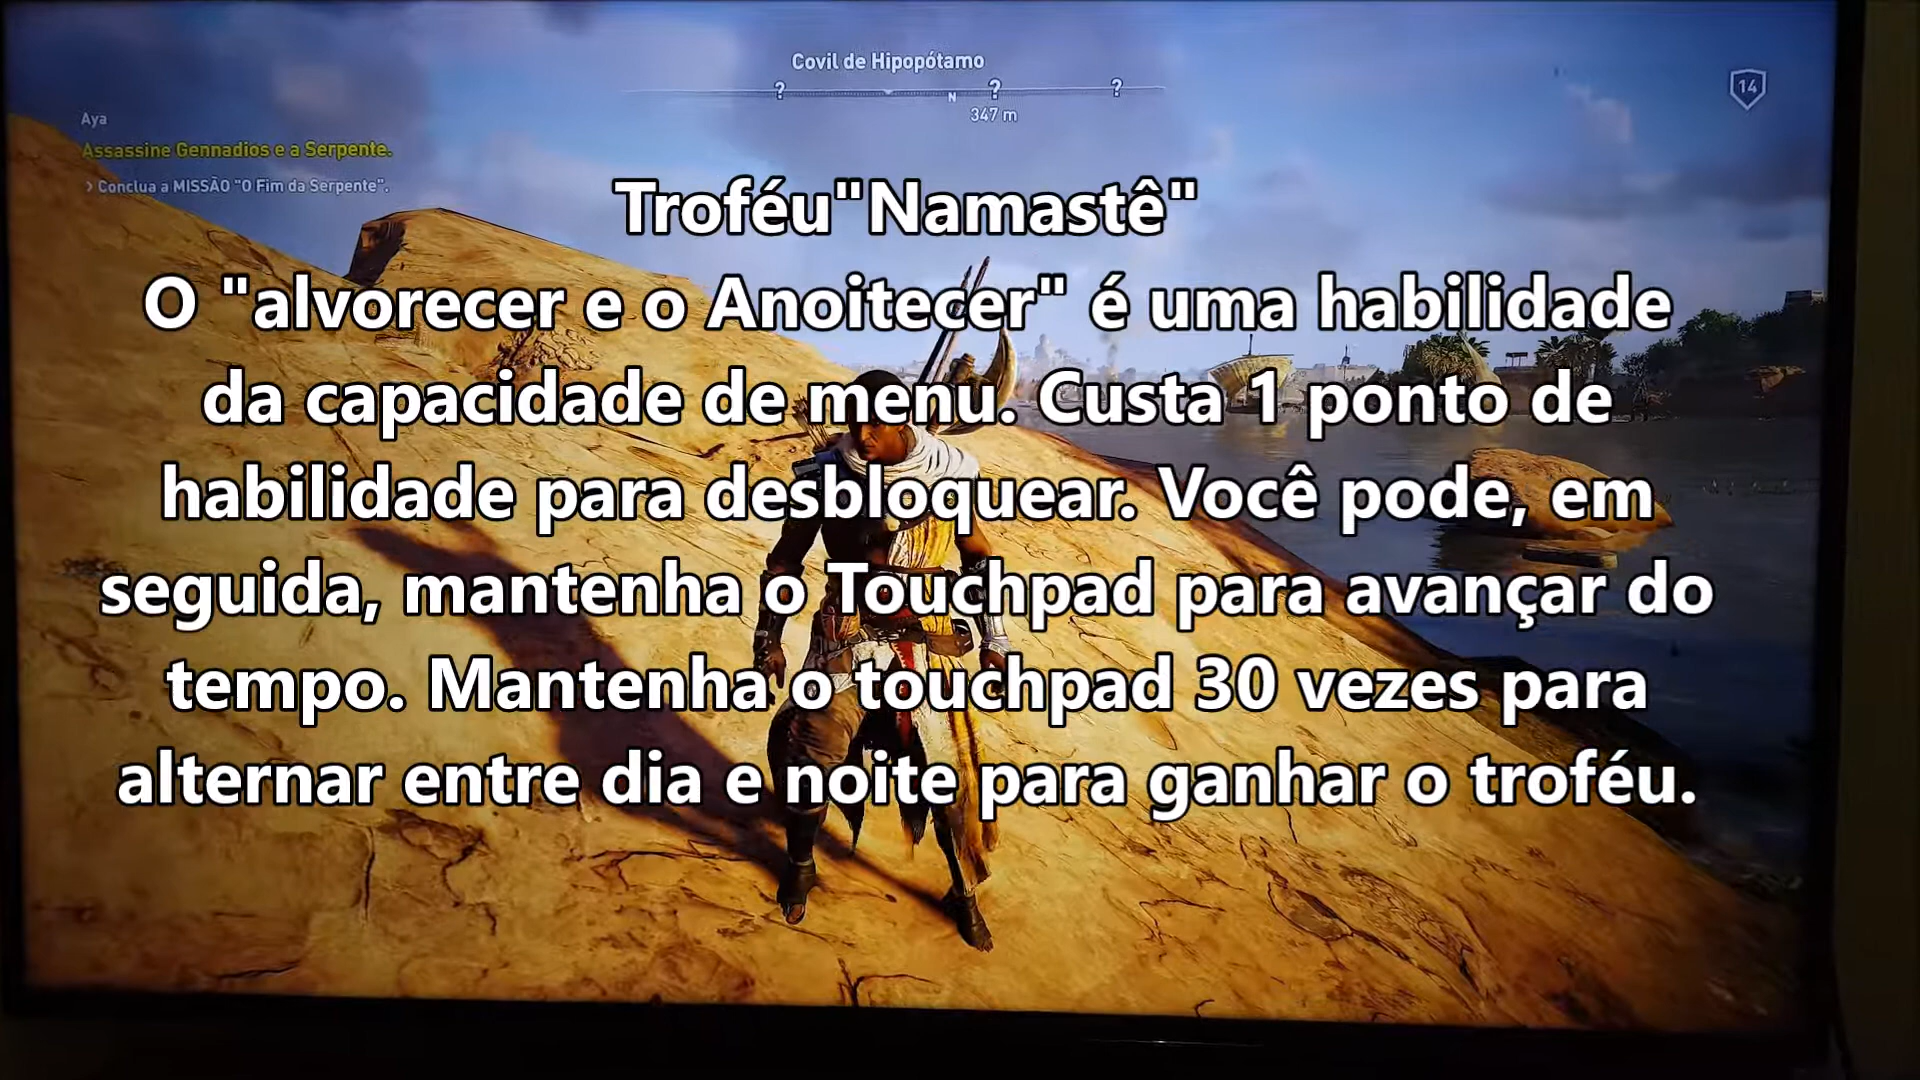 Covil de Hipopótamo
? ? ?
N
347 m
14
Aya
Assassine Gennadios e a Serpente.
› Conclua a MISSÃO "O Fim da Serpente".
Troféu"Namastê"
O "alvorecer e o Anoitecer" é uma habilidade
da capacidade de menu. Custa 1 ponto de
habilidade para desbloquear. Você pode, em
seguida, mantenha o Touchpad para avançar do
tempo. Mantenha o touchpad 30 vezes para
alternar entre dia e noite para ganhar o troféu.